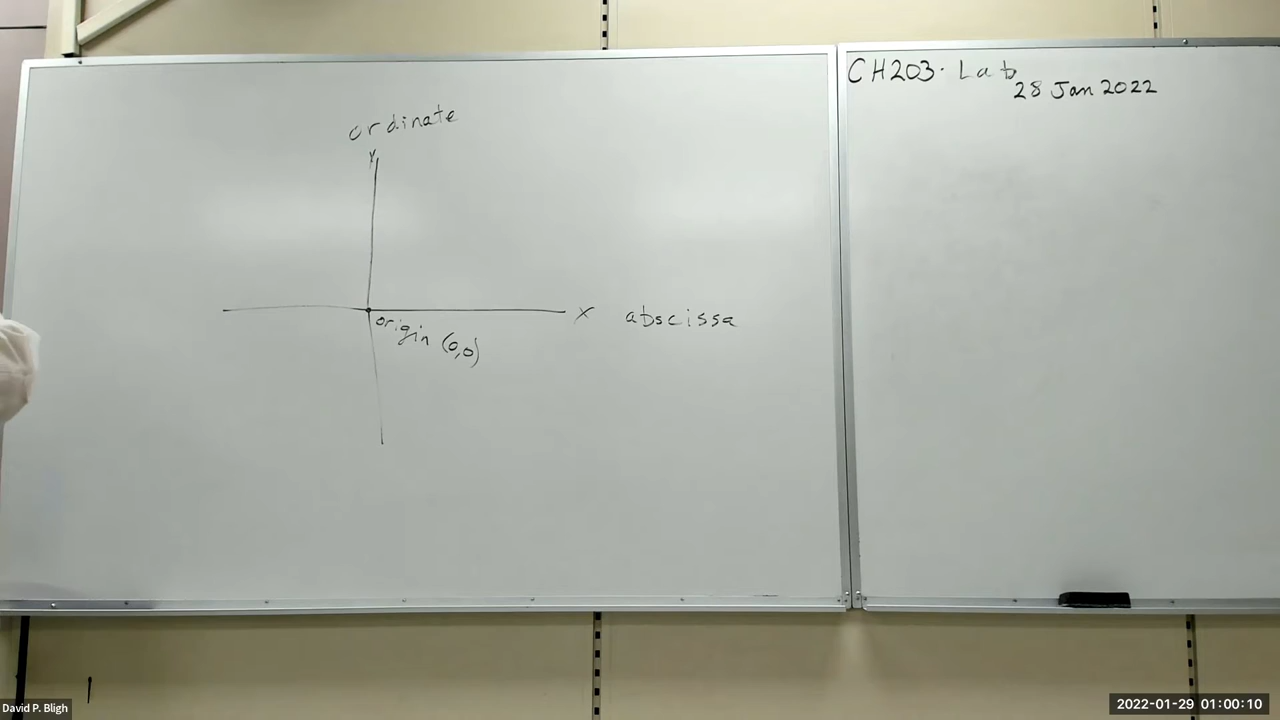 ordinate
Y
X abscissa
origin (0,0)
CH203. Lab
28 Jan 2022
David P. Bligh
2022-01-29 01:00:10